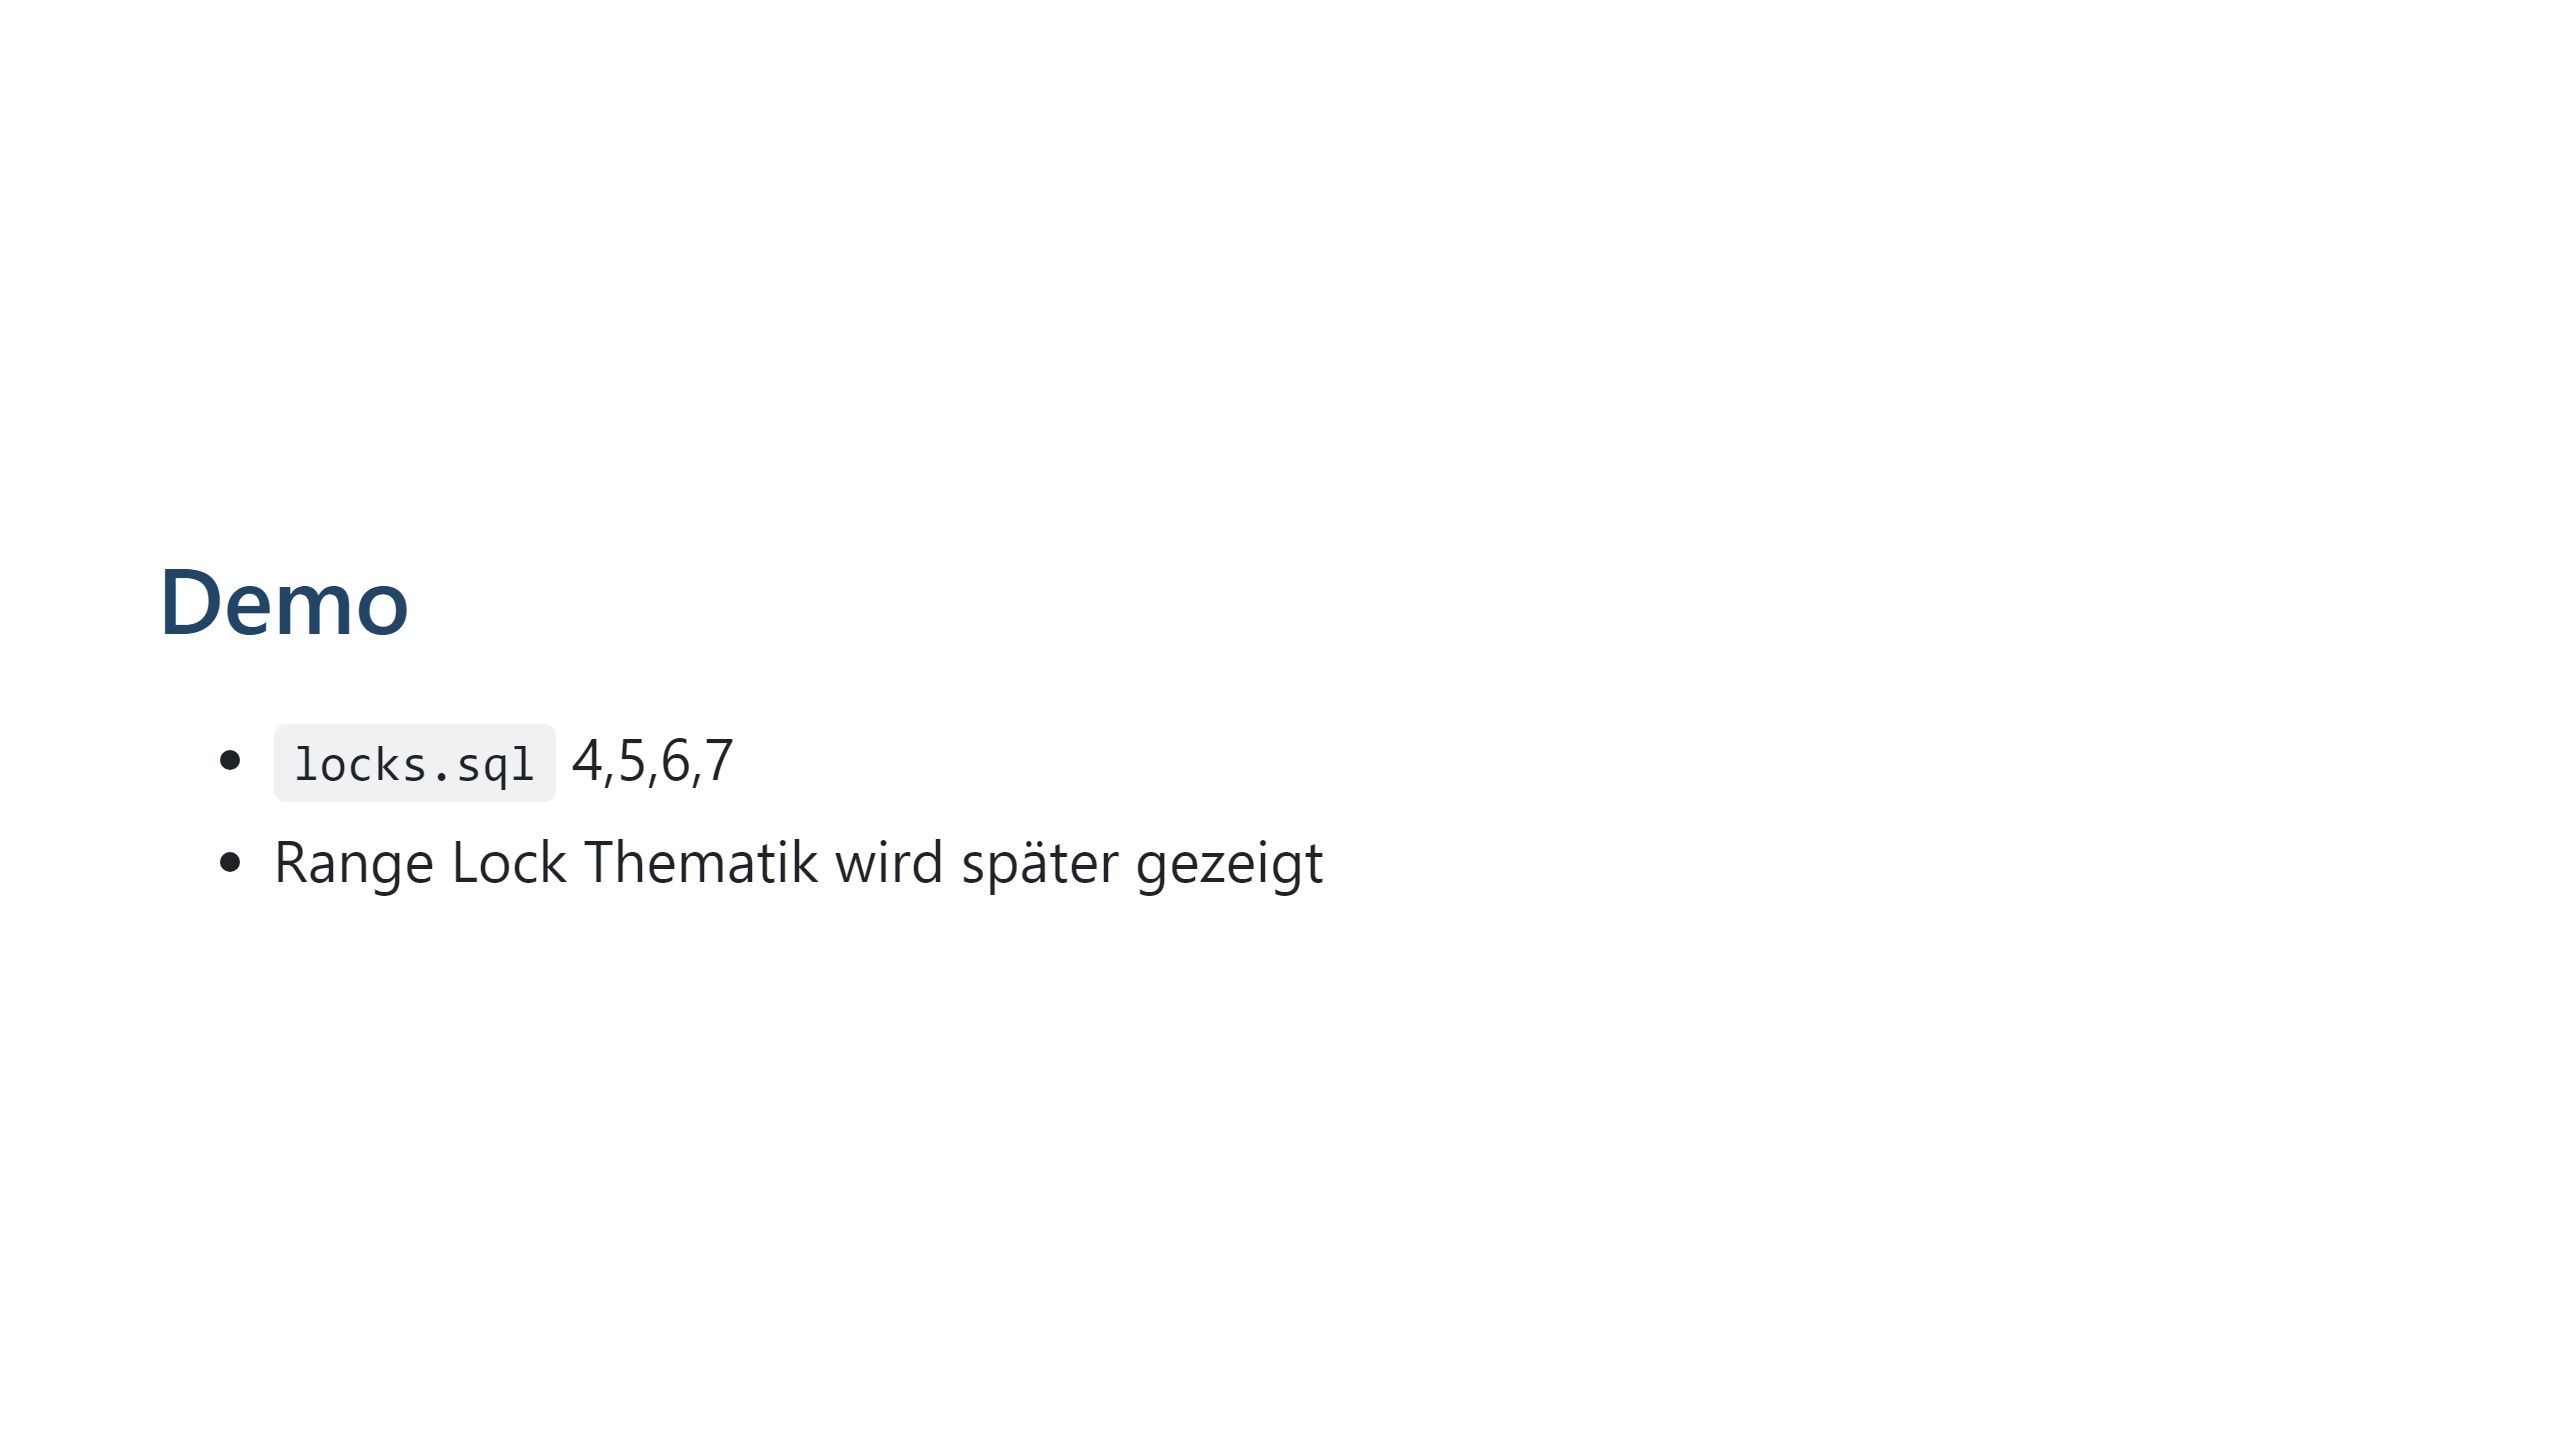 Demo
locks.sql 4,5,6,7
Range Lock Thematik wird später gezeigt